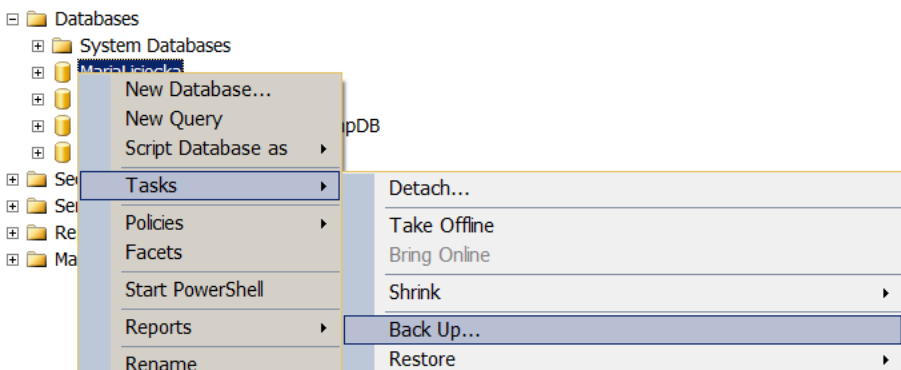 Databases
System Databases
New Database...
New Query
pDB
Script Database as
Tasks
Detach...
Policies
Take Offline
Facets
Bring Online
Start PowerShell
Shrink
Reports
Back Up...
Rename
Restore